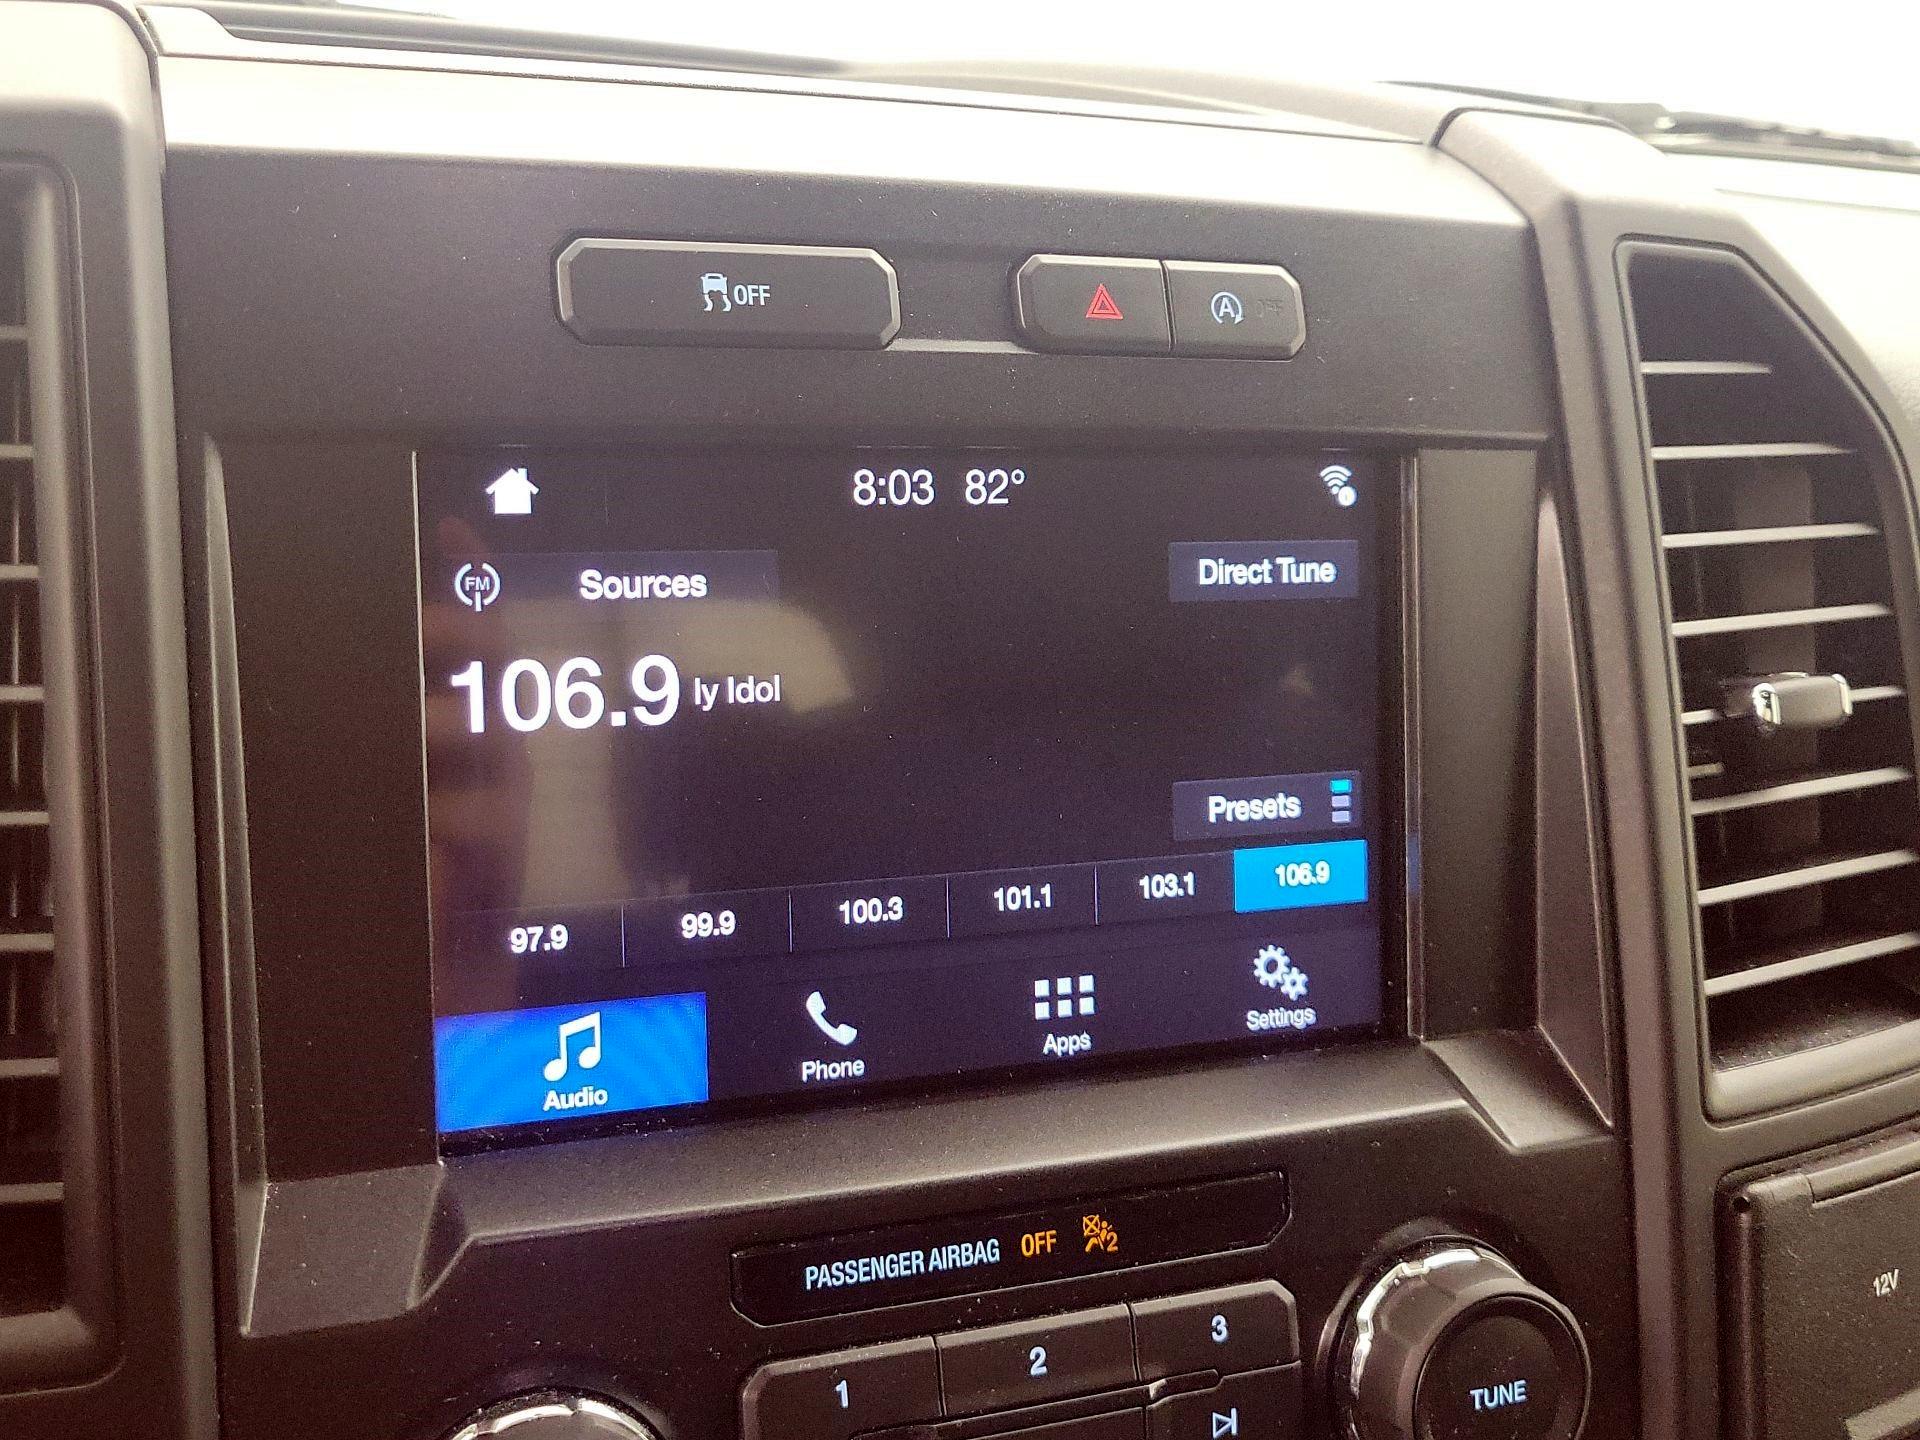 OFF
A OFF
8:03 82°
FM Sources Direct Tune
106.9 ly Idol
Presets
97.9 99.9 100.3 101.1 103.1 106.9
Audio Phone Apps Settings
PASSENGER AIRBAG OFF 2
1 2 3
TUNE
12V